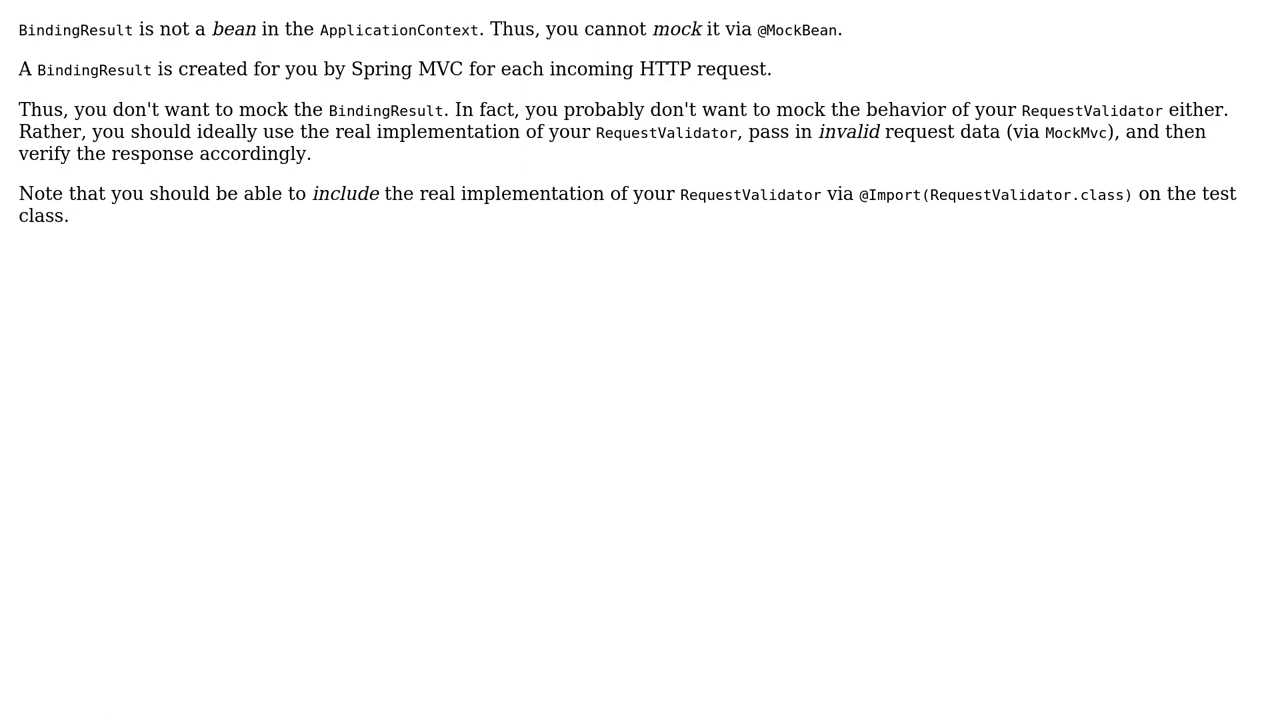 BindingResult is not a bean in the ApplicationContext. Thus, you cannot mock it via @MockBean.
A BindingResult is created for you by Spring MVC for each incoming HTTP request.
Thus, you don't want to mock the BindingResult. In fact, you probably don't want to mock the behavior of your RequestValidator either.
Rather, you should ideally use the real implementation of your RequestValidator, pass in invalid request data (via MockMvc), and then
verify the response accordingly.
Note that you should be able to include the real implementation of your RequestValidator via @Import(RequestValidator.class) on the test
class.